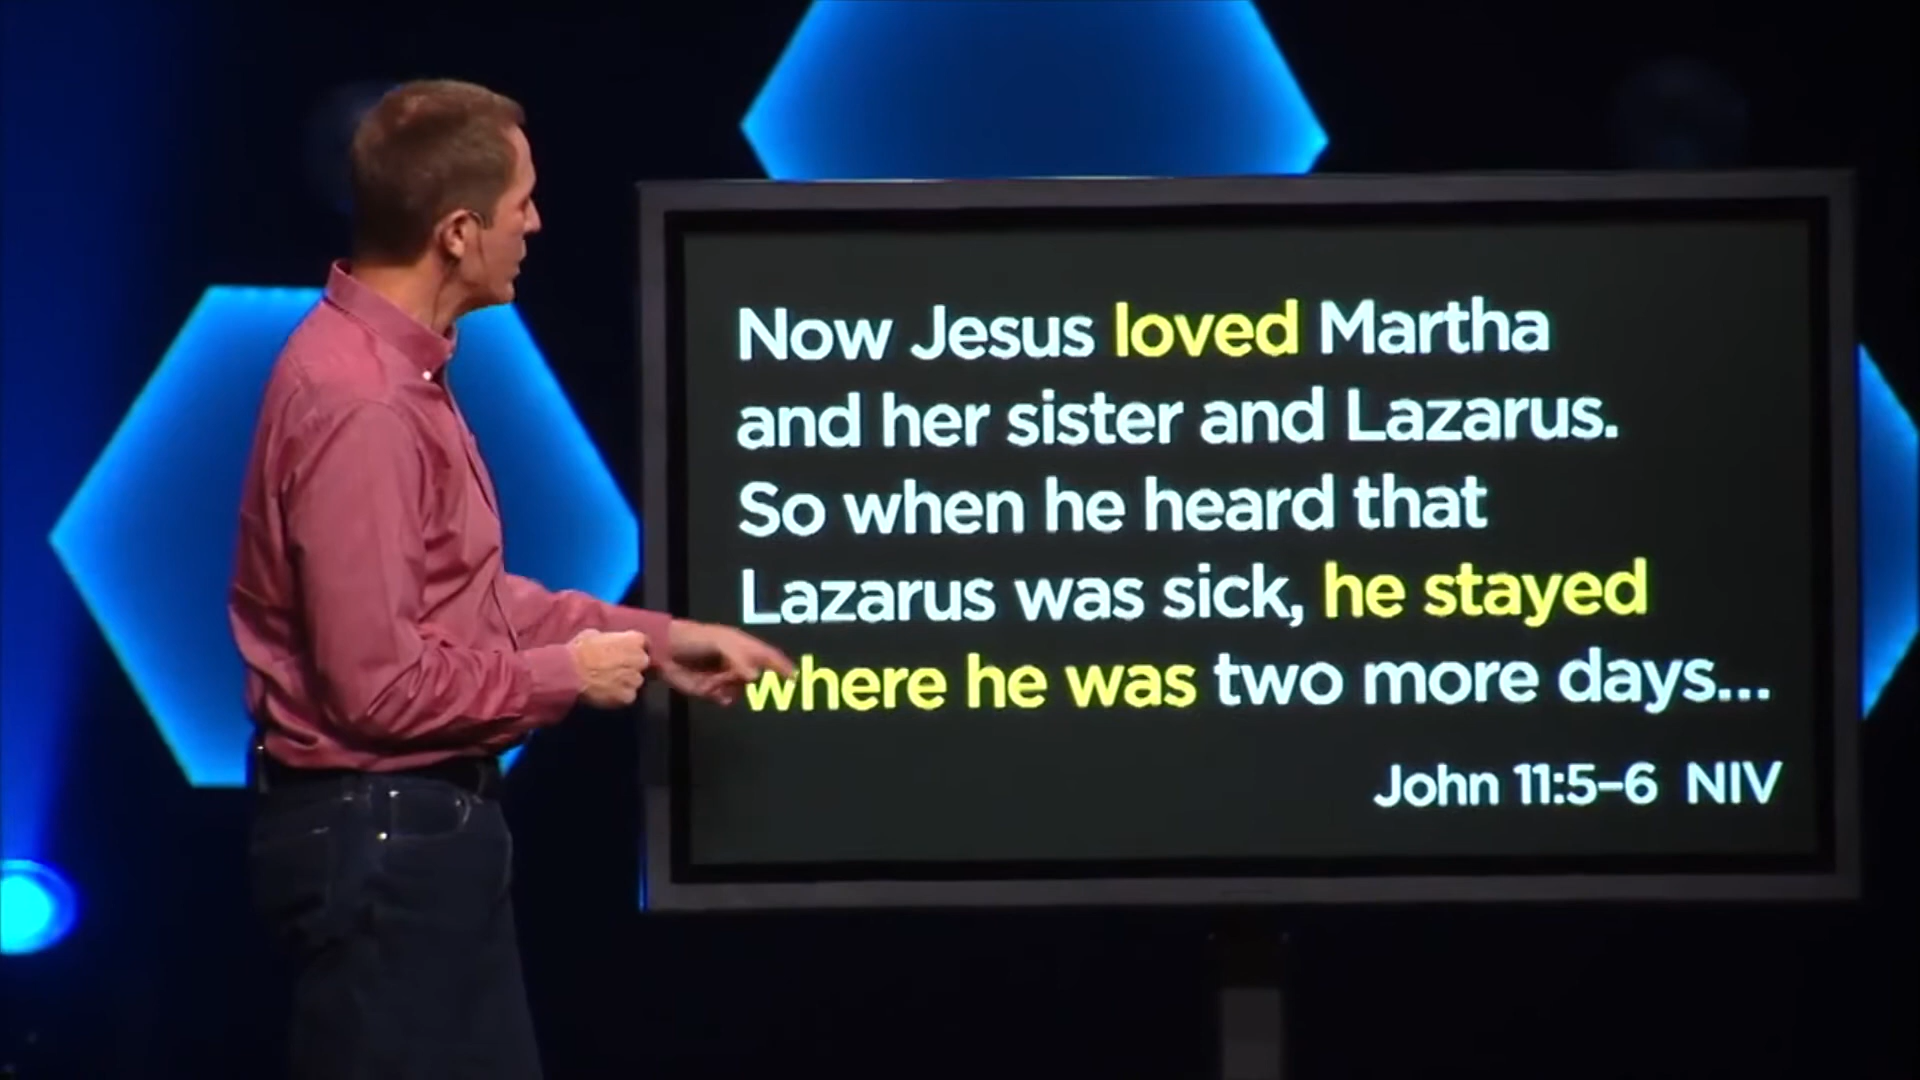 Now Jesus loved Martha
and her sister and Lazarus.
So when he heard that
Lazarus was sick, he stayed
where he was two more days...
John 11:5–6 NIV